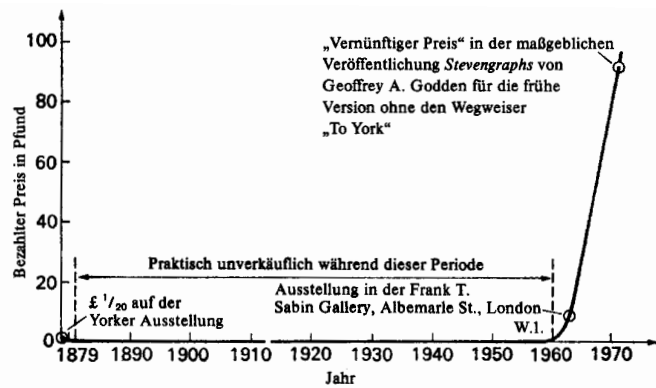 Bezahlter Preis in Pfund
100
80
60
40
20
0
„Vernünftiger Preis“ in der maßgeblichen
Veröffentlichung Stevengraphs von
Geoffrey A. Godden für die frühe
Version ohne den Wegweiser
„To York“
Praktisch unverkäuflich während dieser Periode
£ 1/20 auf der
Yorker Ausstellung
Ausstellung in der Frank T.
Sabin Gallery, Albemarle St., London
W.1.
1879 1890 1900 1910 1920 1930 1940 1950 1960 1970
Jahr